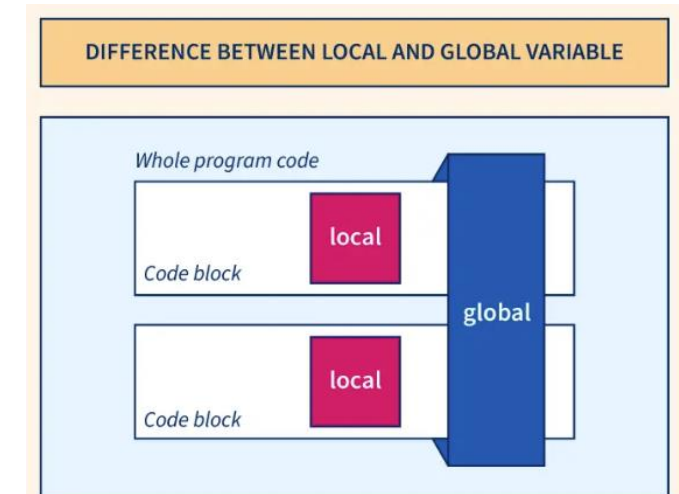 DIFFERENCE BETWEEN LOCAL AND GLOBAL VARIABLE
Whole program code
local
Code block
global
local
Code block